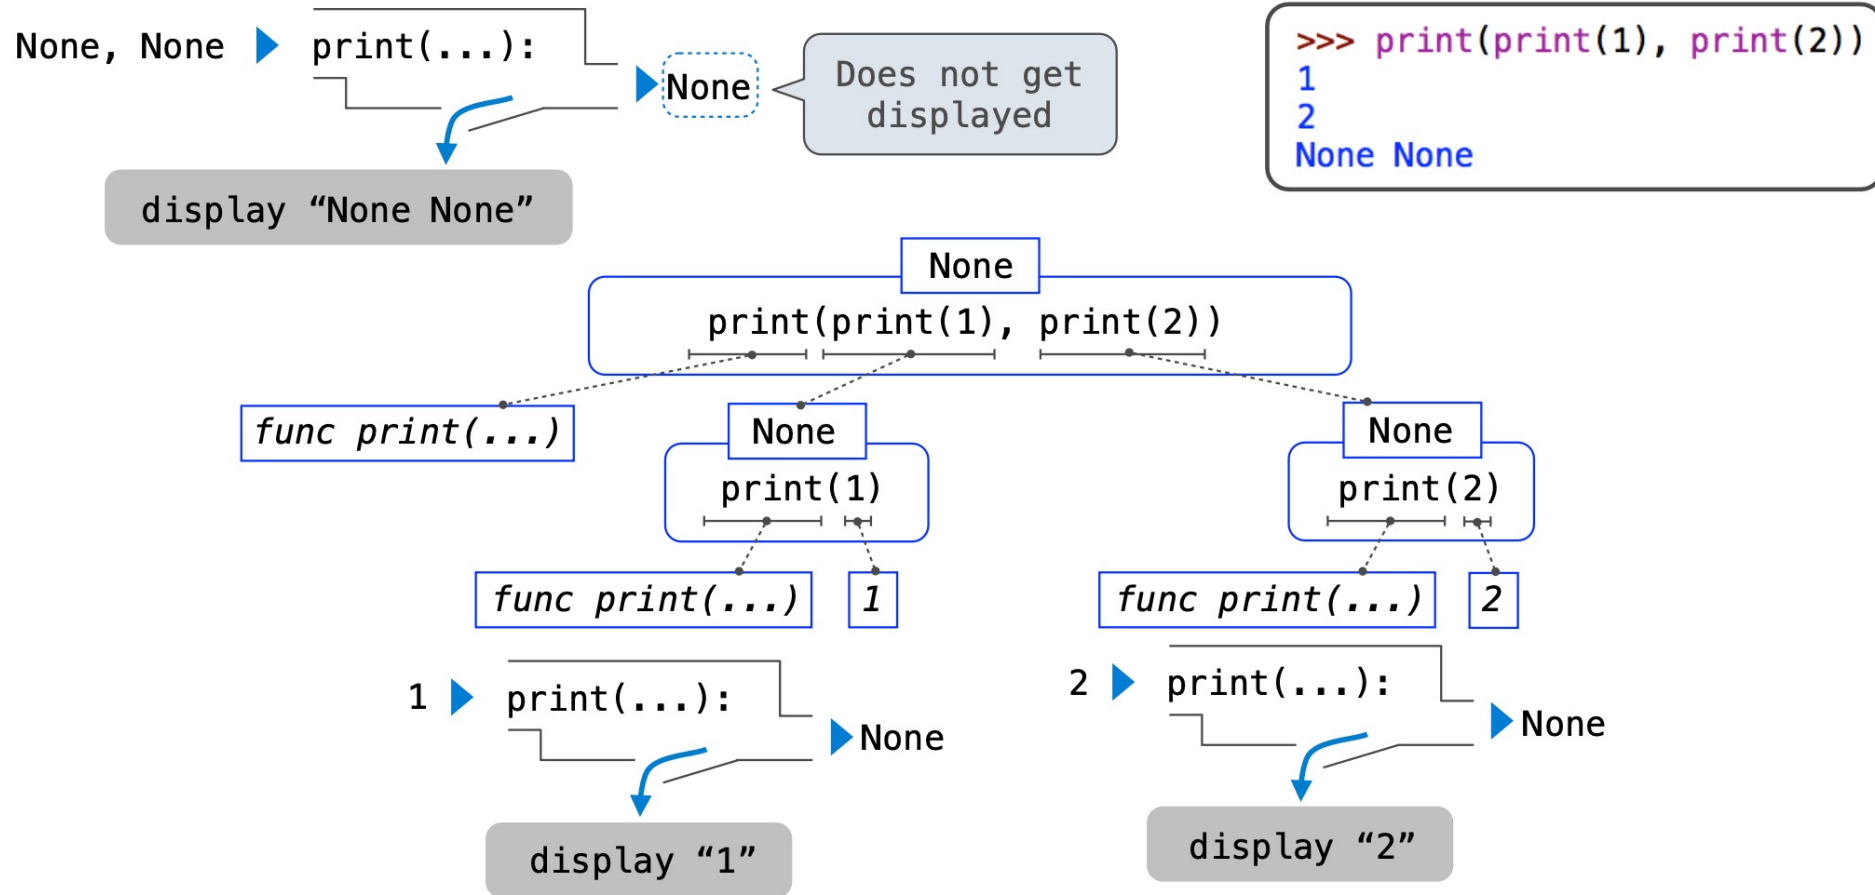 None, None
print(...):
None
Does not get
displayed
display “None None”
>>> print(print(1), print(2))
1
2
None None
None
print(print(1), print(2))
func print(...)
None
print(1)
func print(...)
1
None
print(2)
func print(...)
2
1
print(...):
None
display “1”
2
print(...):
None
display “2”